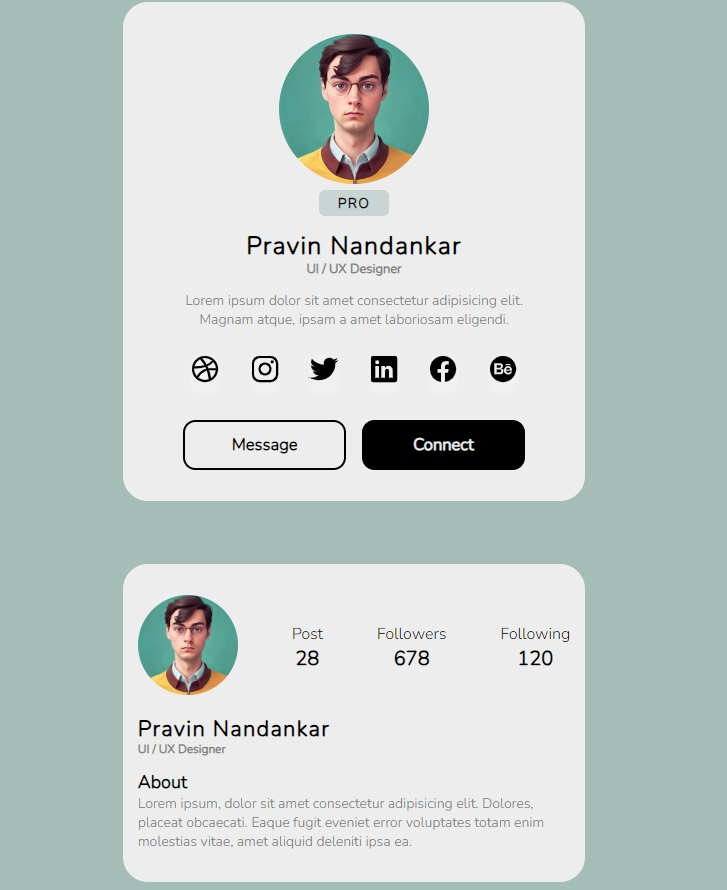 PRO
Pravin Nandankar
UI / UX Designer
Lorem ipsum dolor sit amet consectetur adipisicing elit.
Magnam atque, ipsam a amet laboriosam eligendi.
in Bē
Message Connect
Post Followers Following
28 678 120
Pravin Nandankar
UI / UX Designer
About
Lorem ipsum, dolor sit amet consectetur adipisicing elit. Dolores,
placeat obcaecati. Eaque fugit eveniet error voluptates totam enim
molestias vitae, amet aliquid deleniti ipsa ea.